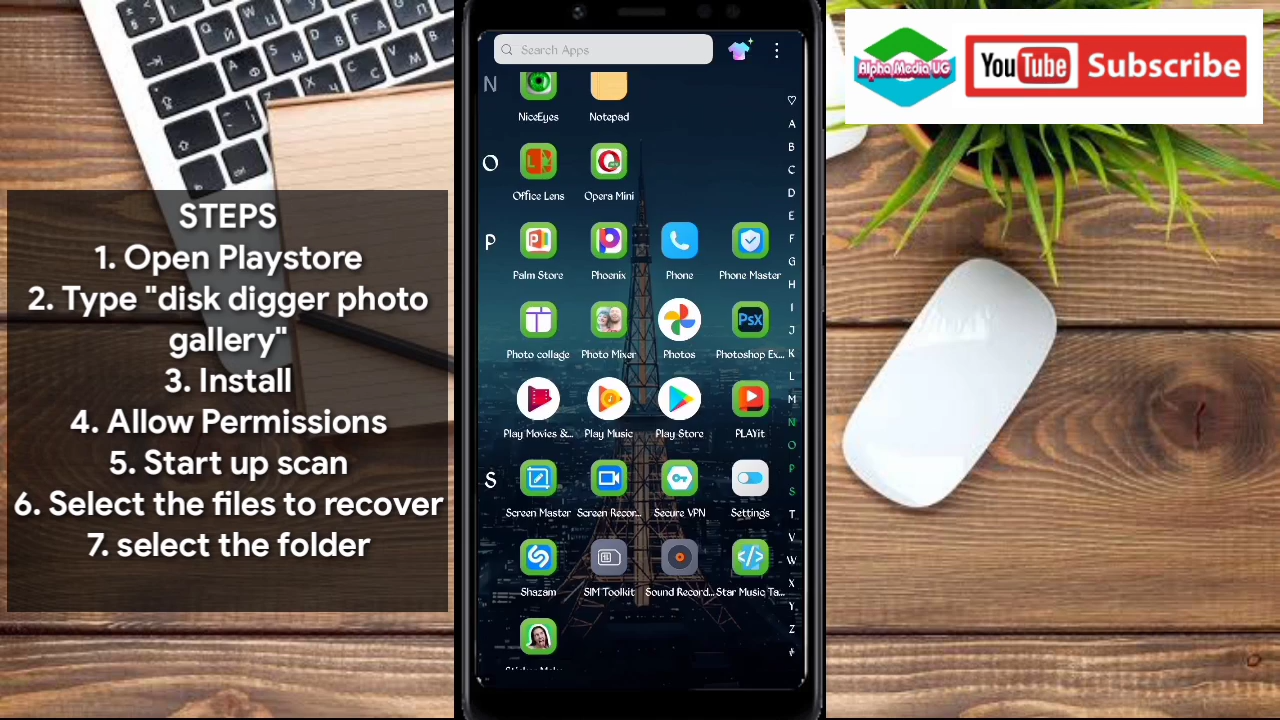 STEPS
1. Open Playstore
2. Type "disk digger photo
gallery"
3. Install
4. Allow Permissions
5. Start up scan
6. Select the files to recover
7. select the folder
Search Apps
N
NiceEyes
Notepad
O
Office Lens
Opera Mini
P
Palm Store
Phoenix
Phone
Phone Master
Photo collage
Photo Mixer
Photos
Psx
Photoshop Ex...
Play Movies &...
Play Music
Play Store
PLAYit
S
Screen Master
Screen Recor...
Secure VPN
Settings
Shazam
SIM Toolkit
Sound Record...
Star Music Ta...
A
B
C
D
E
F
G
H
I
J
K
L
M
N
O
P
S
T
V
W
X
Y
Z
#
Alpha Media UG
YouTube Subscribe